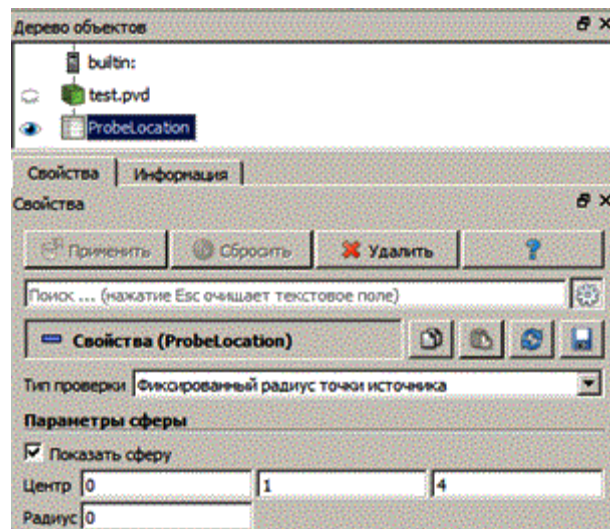 Дерево объектов
builtin:
test.pvd
ProbeLocation
Свойства Информация
Свойства
Применить Сбросить Удалить ?
Поиск ... (нажатие Esc очищает текстовое поле)
Свойства (ProbeLocation)
Тип проверки Фиксированный радиус точки источника
Параметры сферы
Показать сферу
Центр 0 1 4
Радиус 0